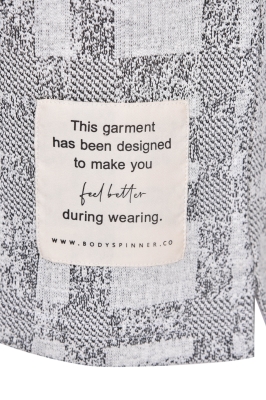 This garment
has been designed
to make you
feel better
during wearing.
WWW.BODYSPINNER.CO